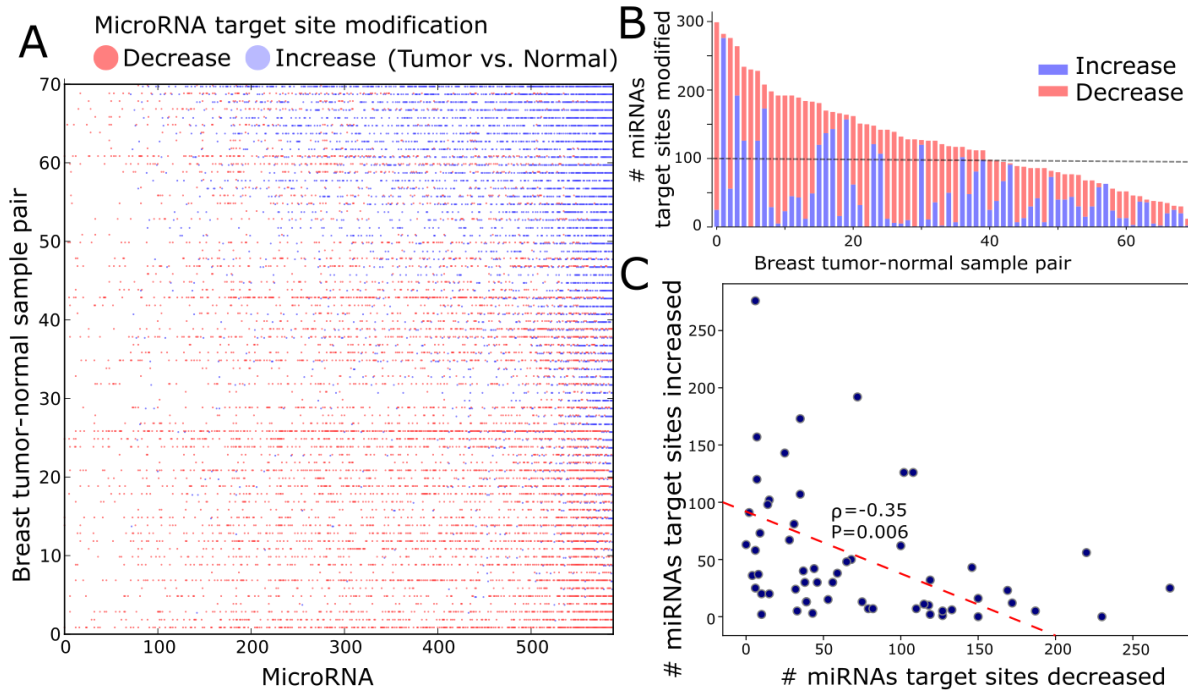 A
MicroRNA target site modification
Decrease Increase (Tumor vs. Normal)
70
60
50
40
30
20
10
0
Breast tumor-normal sample pair
0 100 200 300 400 500
MicroRNA
B
# miRNAs
target sites modified
300
200
100
0
Increase
Decrease
0 20 40 60
Breast tumor-normal sample pair
C
# miRNAs target sites increased
250
200
150
100
50
0
ρ=-0.35
P=0.006
0 50 100 150 200 250
# miRNAs target sites decreased